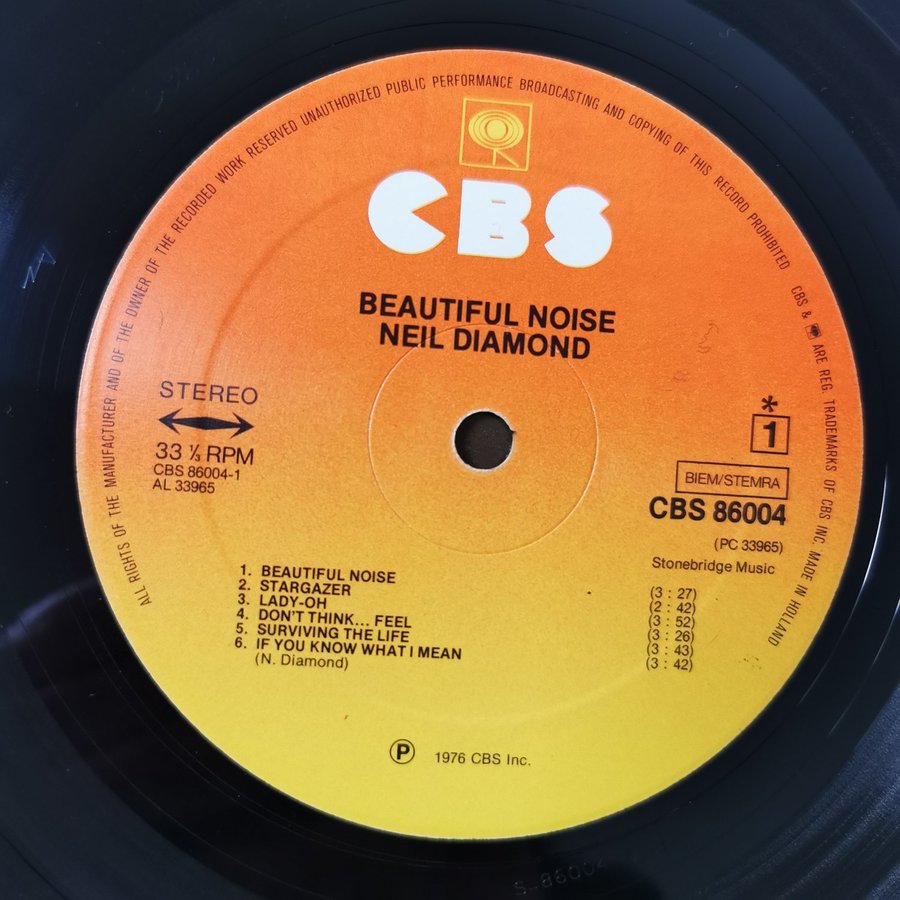 ALL RIGHTS OF THE MANUFACTURER AND OF THE OWNER OF THE RECORDED WORK RESERVED UNAUTHORIZED PUBLIC PERFORMANCE BROADCASTING AND COPYING OF THIS RECORD PROHIBITED
CBS & ARE REG. TRADEMARKS OF CBS INC. MADE IN HOLLAND
CBS
BEAUTIFUL NOISE
NEIL DIAMOND
STEREO
33 ⅓ RPM
CBS 86004-1
AL 33965
*
1
BIEM/STEMRA
CBS 86004
(PC 33965)
Stonebridge Music
1. BEAUTIFUL NOISE (3 : 27)
2. STARGAZER (2 : 42)
3. LADY-OH (3 : 52)
4. DON'T THINK... FEEL (3 : 26)
5. SURVIVING THE LIFE (3 : 43)
6. IF YOU KNOW WHAT I MEAN (3 : 42)
(N. Diamond)
Ⓟ 1976 CBS Inc.